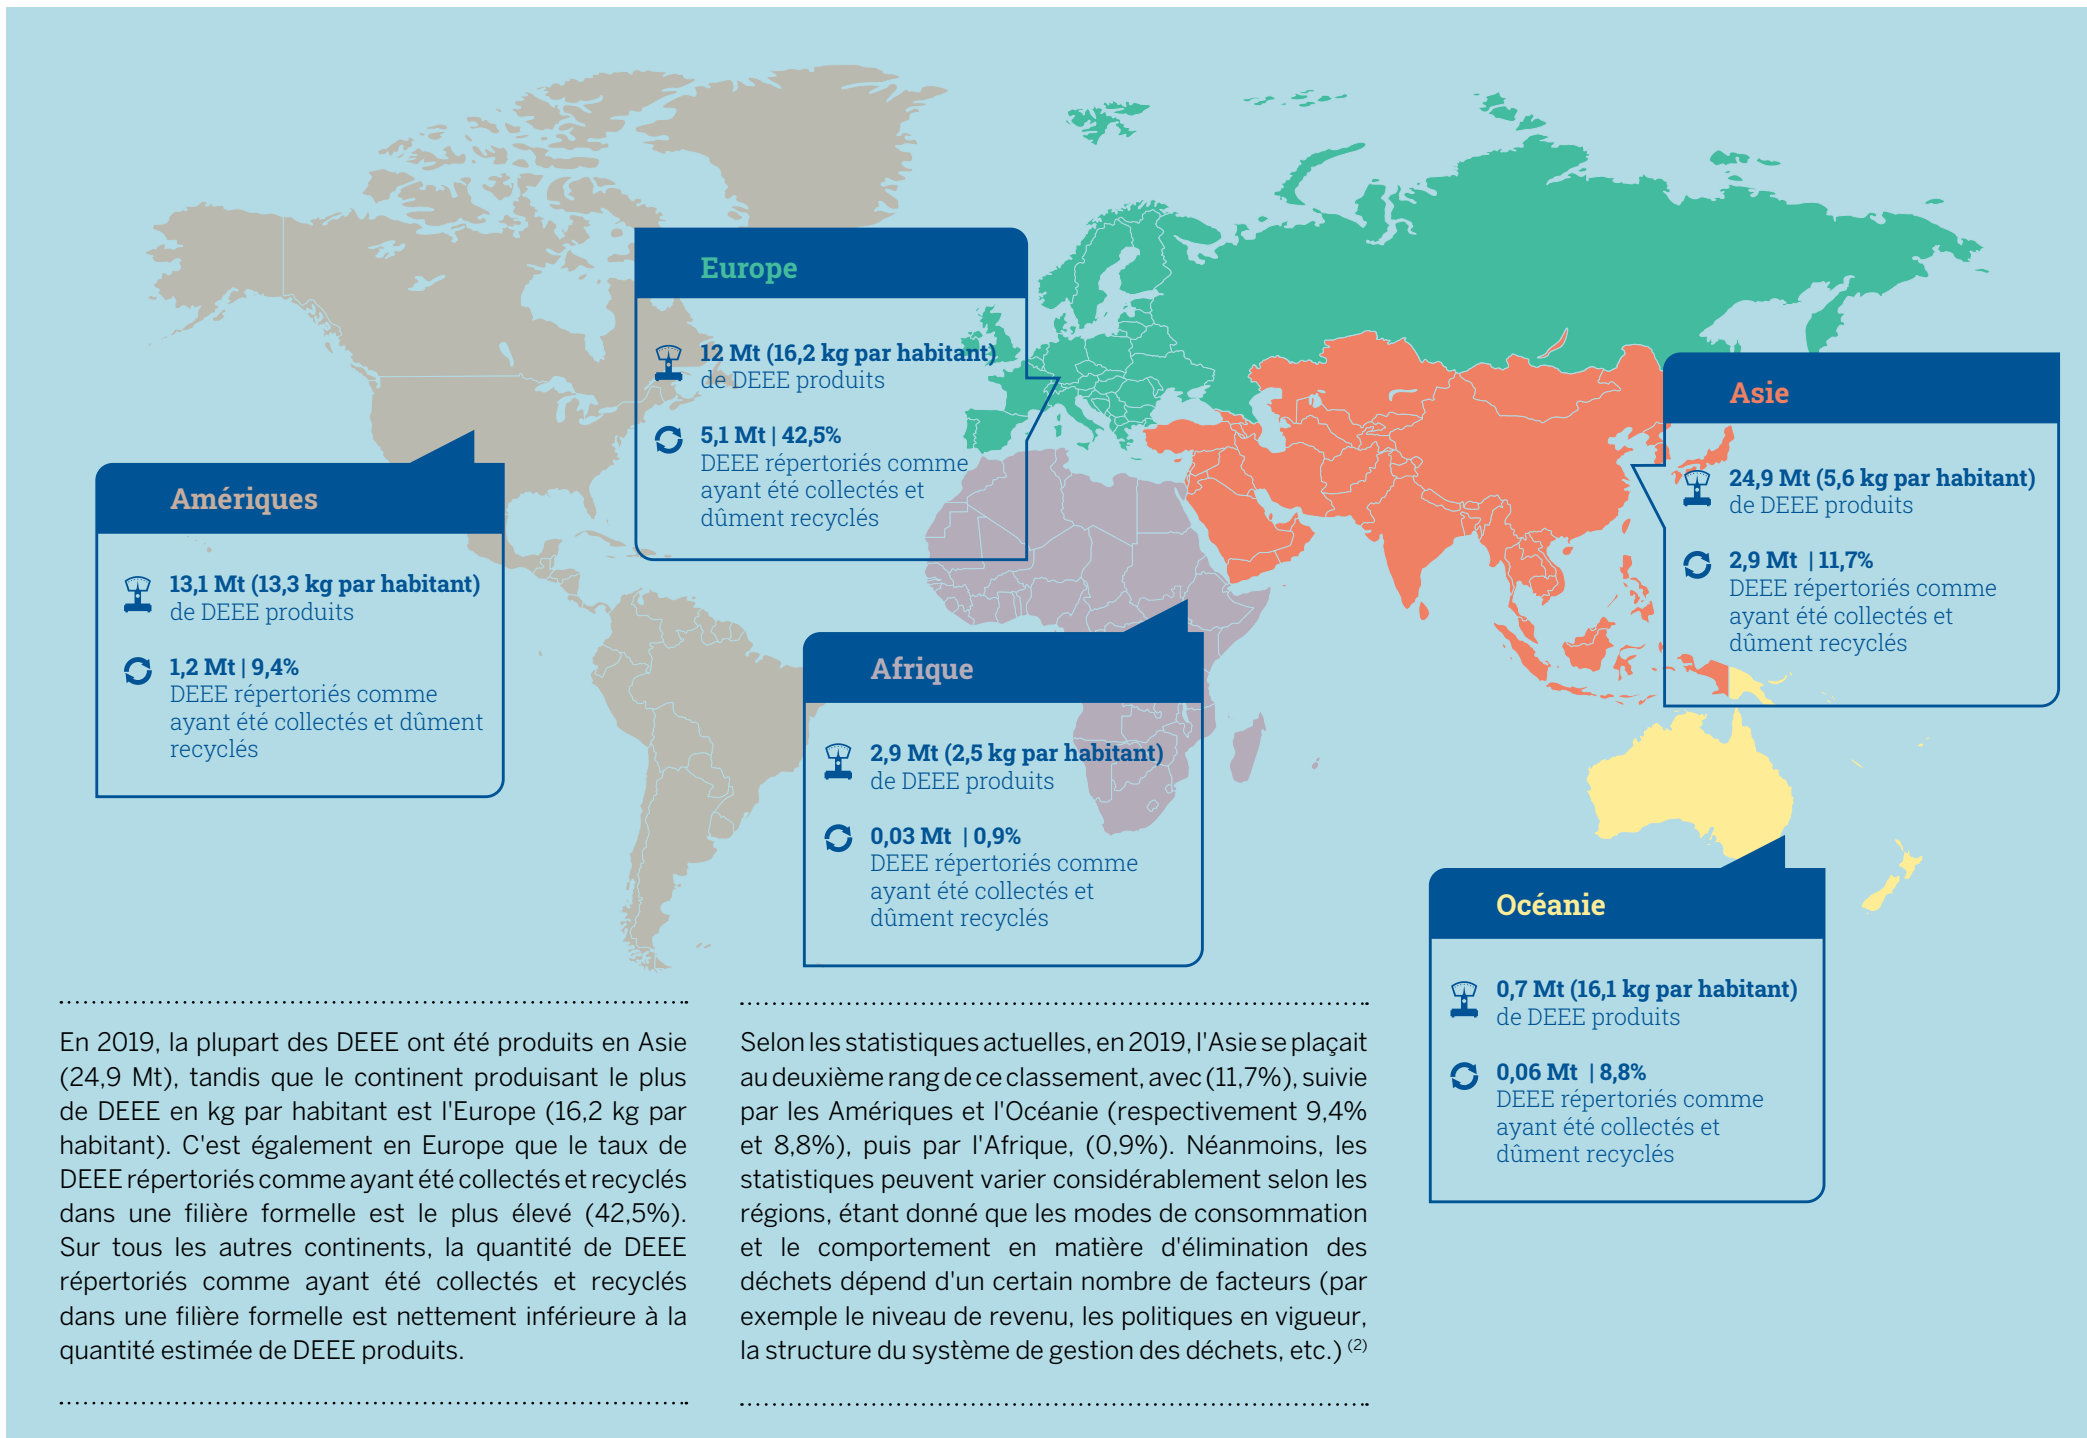 Europe
12 Mt (16,2 kg par habitant)
de DEEE produits
5,1 Mt | 42,5%
DEEE répertoriés comme
ayant été collectés et
dûment recyclés
Asie
24,9 Mt (5,6 kg par habitant)
de DEEE produits
2,9 Mt | 11,7%
DEEE répertoriés comme
ayant été collectés et
dûment recyclés
Amériques
13,1 Mt (13,3 kg par habitant)
de DEEE produits
1,2 Mt | 9,4%
DEEE répertoriés comme
ayant été collectés et dûment
recyclés
Afrique
2,9 Mt (2,5 kg par habitant)
de DEEE produits
0,03 Mt | 0,9%
DEEE répertoriés comme
ayant été collectés et
dûment recyclés
Océanie
0,7 Mt (16,1 kg par habitant)
de DEEE produits
0,06 Mt | 8,8%
DEEE répertoriés comme
ayant été collectés et
dûment recyclés
En 2019, la plupart des DEEE ont été produits en Asie
(24,9 Mt), tandis que le continent produisant le plus
de DEEE en kg par habitant est l'Europe (16,2 kg par
habitant). C'est également en Europe que le taux de
DEEE répertoriés comme ayant été collectés et recyclés
dans une filière formelle est le plus élevé (42,5%).
Sur tous les autres continents, la quantité de DEEE
répertoriés comme ayant été collectés et recyclés
dans une filière formelle est nettement inférieure à la
quantité estimée de DEEE produits.
Selon les statistiques actuelles, en 2019, l'Asie se plaçait
au deuxième rang de ce classement, avec (11,7%), suivie
par les Amériques et l'Océanie (respectivement 9,4%
et 8,8%), puis par l'Afrique, (0,9%). Néanmoins, les
statistiques peuvent varier considérablement selon les
régions, étant donné que les modes de consommation
et le comportement en matière d'élimination des
déchets dépend d'un certain nombre de facteurs (par
exemple le niveau de revenu, les politiques en vigueur,
la structure du système de gestion des déchets, etc.) (2)